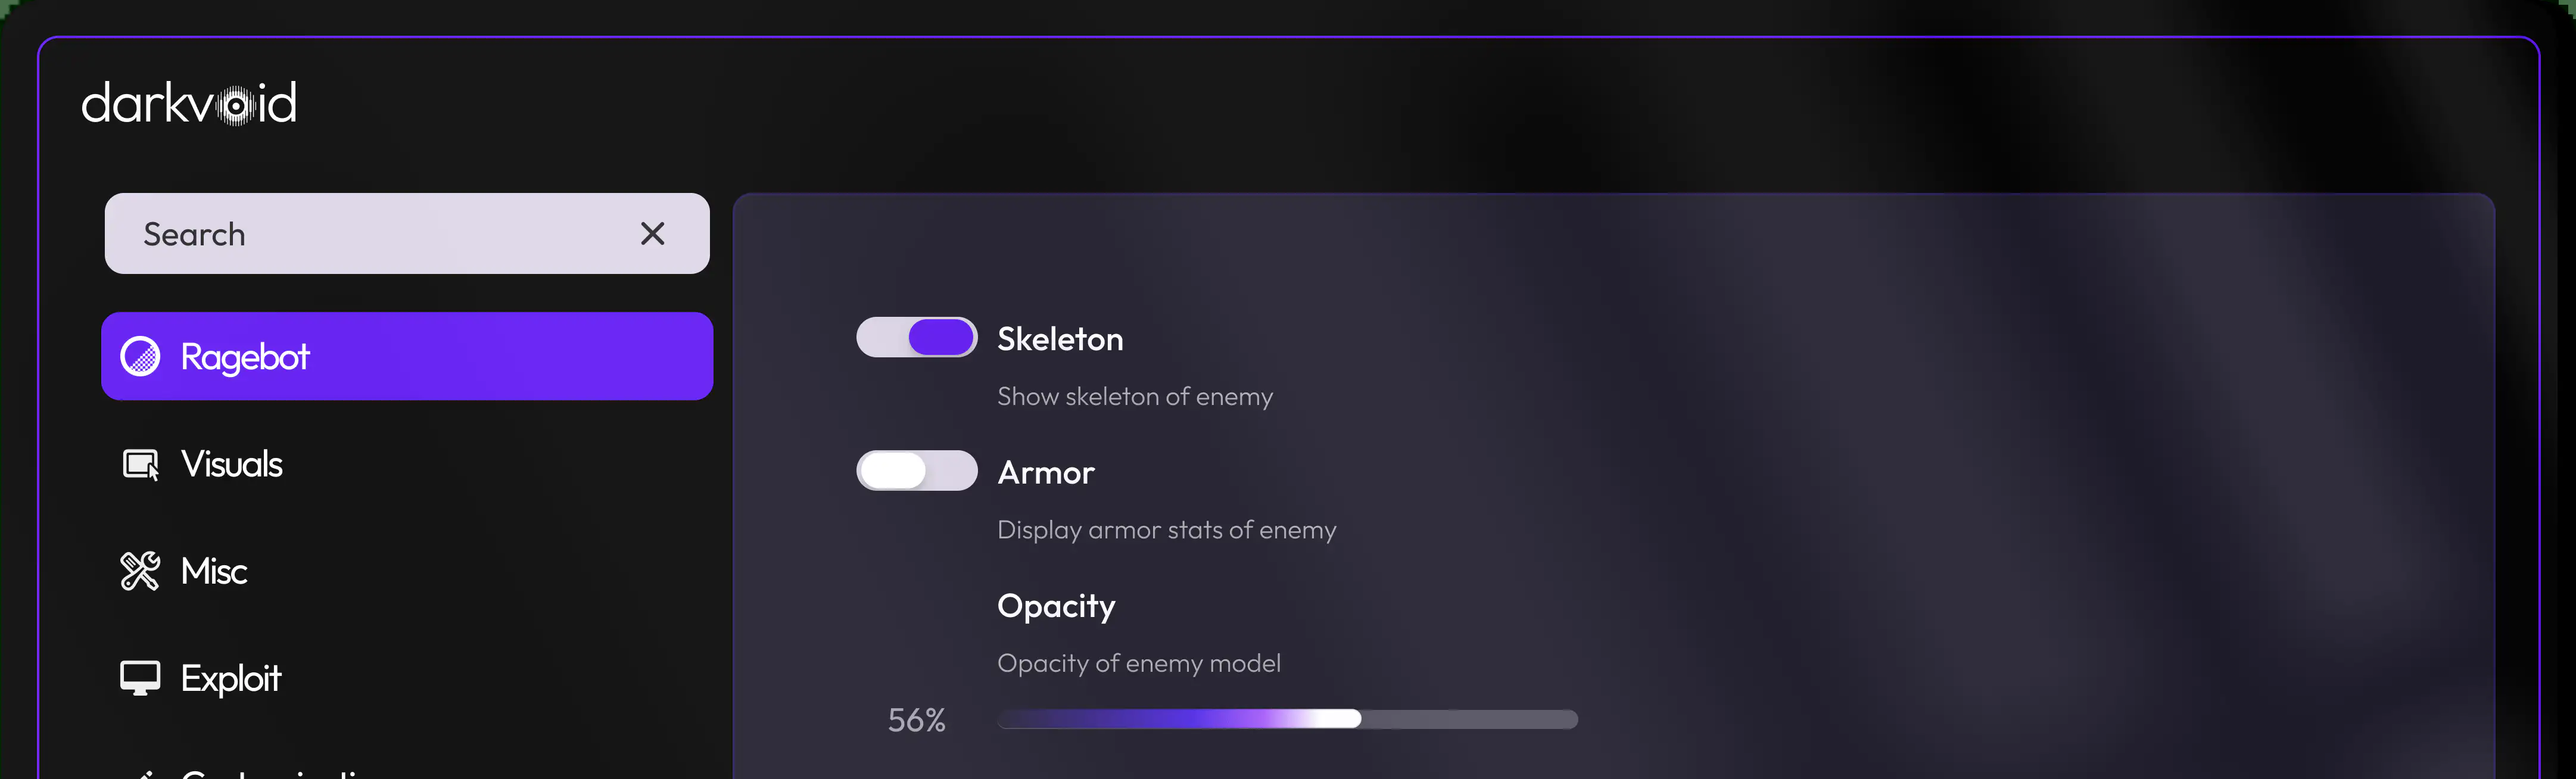 darkvoid
Search
Ragebot
Visuals
Misc
Exploit
Skeleton
Show skeleton of enemy
Armor
Display armor stats of enemy
Opacity
Opacity of enemy model
56%